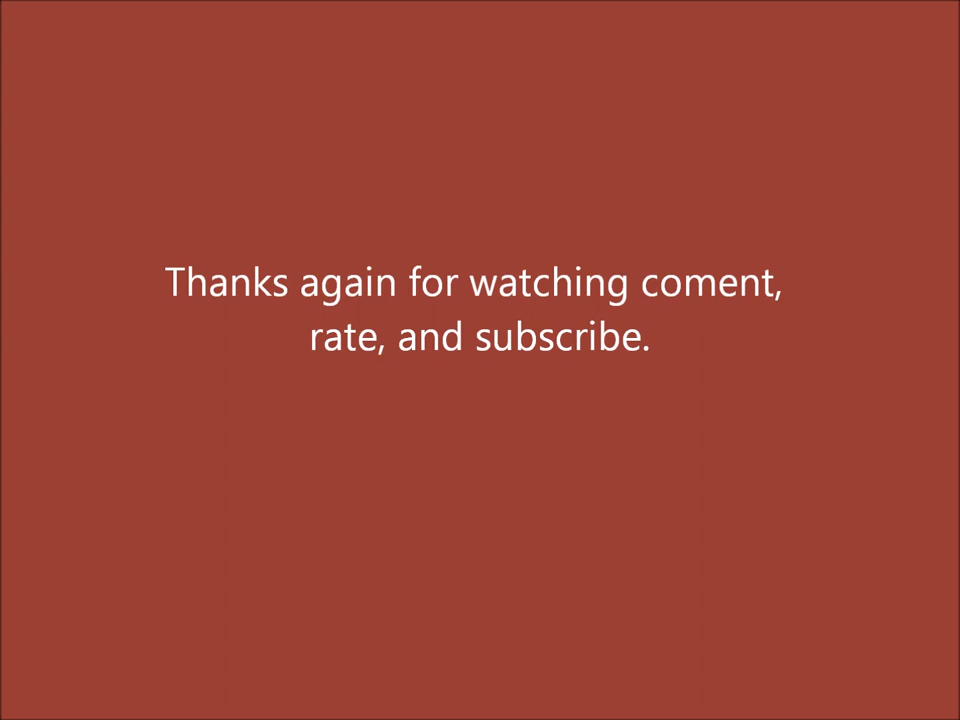 Thanks again for watching coment,
rate, and subscribe.